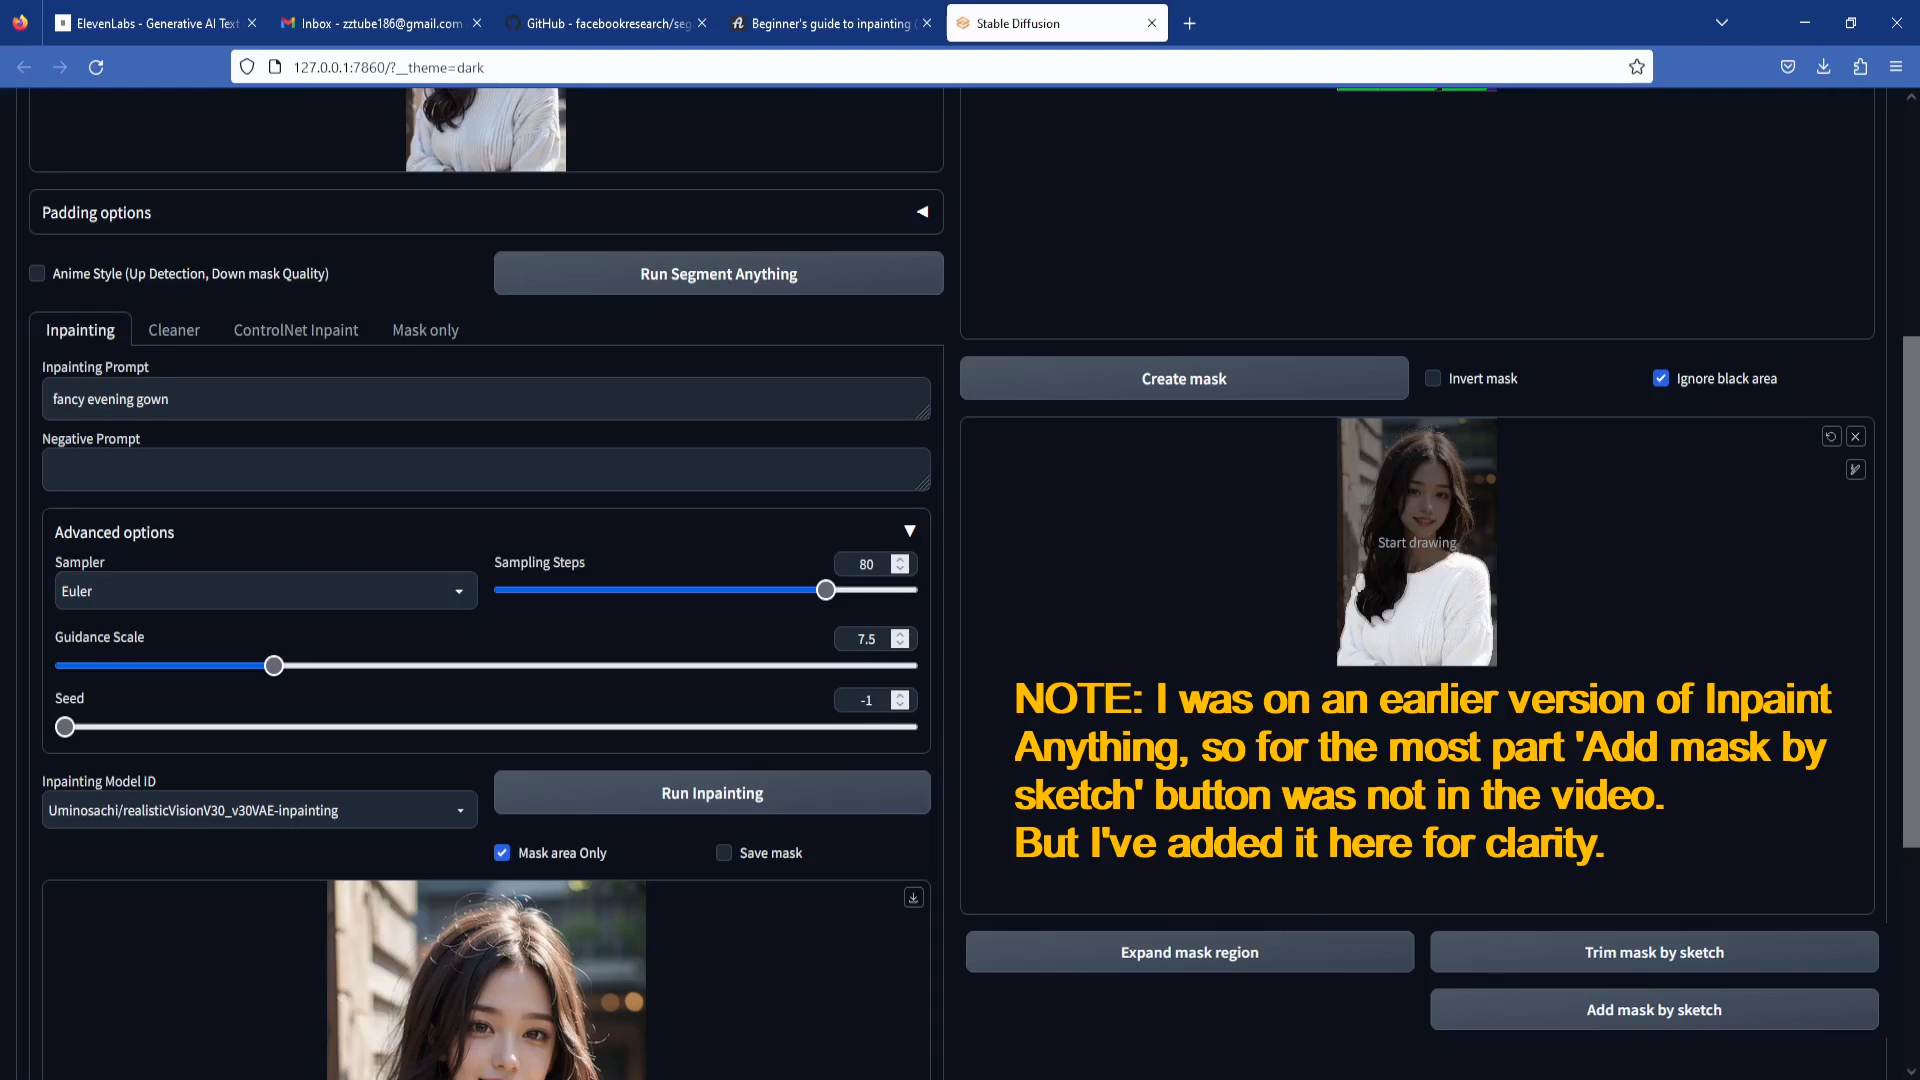 ElevenLabs - Generative AI Text
Inbox - zztube186@gmail.com
GitHub - facebookresearch/seg
Beginner's guide to inpainting (
Stable Diffusion
127.0.0.1:7860/?__theme=dark
Padding options
Anime Style (Up Detection, Down mask Quality)
Run Segment Anything
Inpainting
Cleaner
ControlNet Inpaint
Mask only
Inpainting Prompt
fancy evening gown
Negative Prompt
Advanced options
Sampler
Euler
Sampling Steps
80
Guidance Scale
7.5
Seed
-1
Inpainting Model ID
Uminosachi/realisticVisionV30_v30VAE-inpainting
Run Inpainting
Mask area Only
Save mask
Create mask
Invert mask
Ignore black area
Start drawing
NOTE: I was on an earlier version of Inpaint
Anything, so for the most part 'Add mask by
sketch' button was not in the video.
But I've added it here for clarity.
Expand mask region
Trim mask by sketch
Add mask by sketch